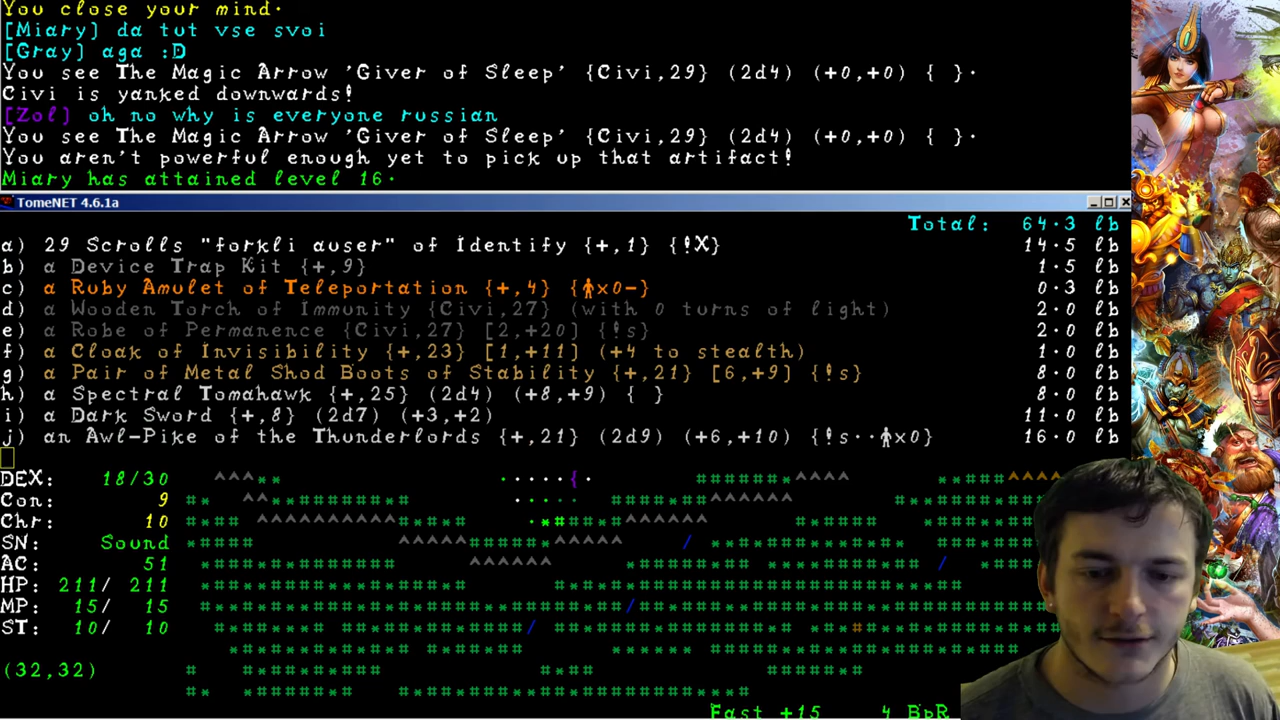 You close your mind.
[Miary] da tut vse svoi
[Gray] aga :D
You see The Magic Arrow 'Giver of Sleep' {Civi,29} (2d4) (+0,+0) { }.
Civi is yanked downwards!
[Zol] oh no why is everyone russian
You see The Magic Arrow 'Giver of Sleep' {Civi,29} (2d4) (+0,+0) { }.
You aren't powerful enough yet to pick up that artifact!
Miary has attained level 16.
TomeNET 4.6.1a
Total: 64.3 lb
a) 29 Scrolls "forkli auser" of Identify {+,1} {!X} 14.5 lb
b) a Device Trap Kit {+,9} 1.5 lb
c) a Ruby Amulet of Teleportation {+,4} {x0-} 0.3 lb
d) a Wooden Torch of Immunity {Civi,27} (with 0 turns of light) 2.0 lb
e) a Robe of Permanence {Civi,27} [2,+20] {!s} 2.0 lb
f) a Cloak of Invisibility {+,23} [1,+11] (+4 to stealth) 1.0 lb
g) a Pair of Metal Shod Boots of Stability {+,21} [6,+9] {!s} 8.0 lb
h) a Spectral Tomahawk {+,25} (2d4) (+8,+9) { } 8.0 lb
i) a Dark Sword {+,8} (2d7) (+3,+2) 11.0 lb
j) an Awl-Pike of the Thunderlords {+,21} (2d9) (+6,+10) {!s..x0} 16.0 lb
DEX: 18/30
Con: 9
Chr: 10
SN: Sound
AC: 51
HP: 211/ 211
MP: 15/ 15
ST: 10/ 10
(32,32)
Fast +15 4 BpR